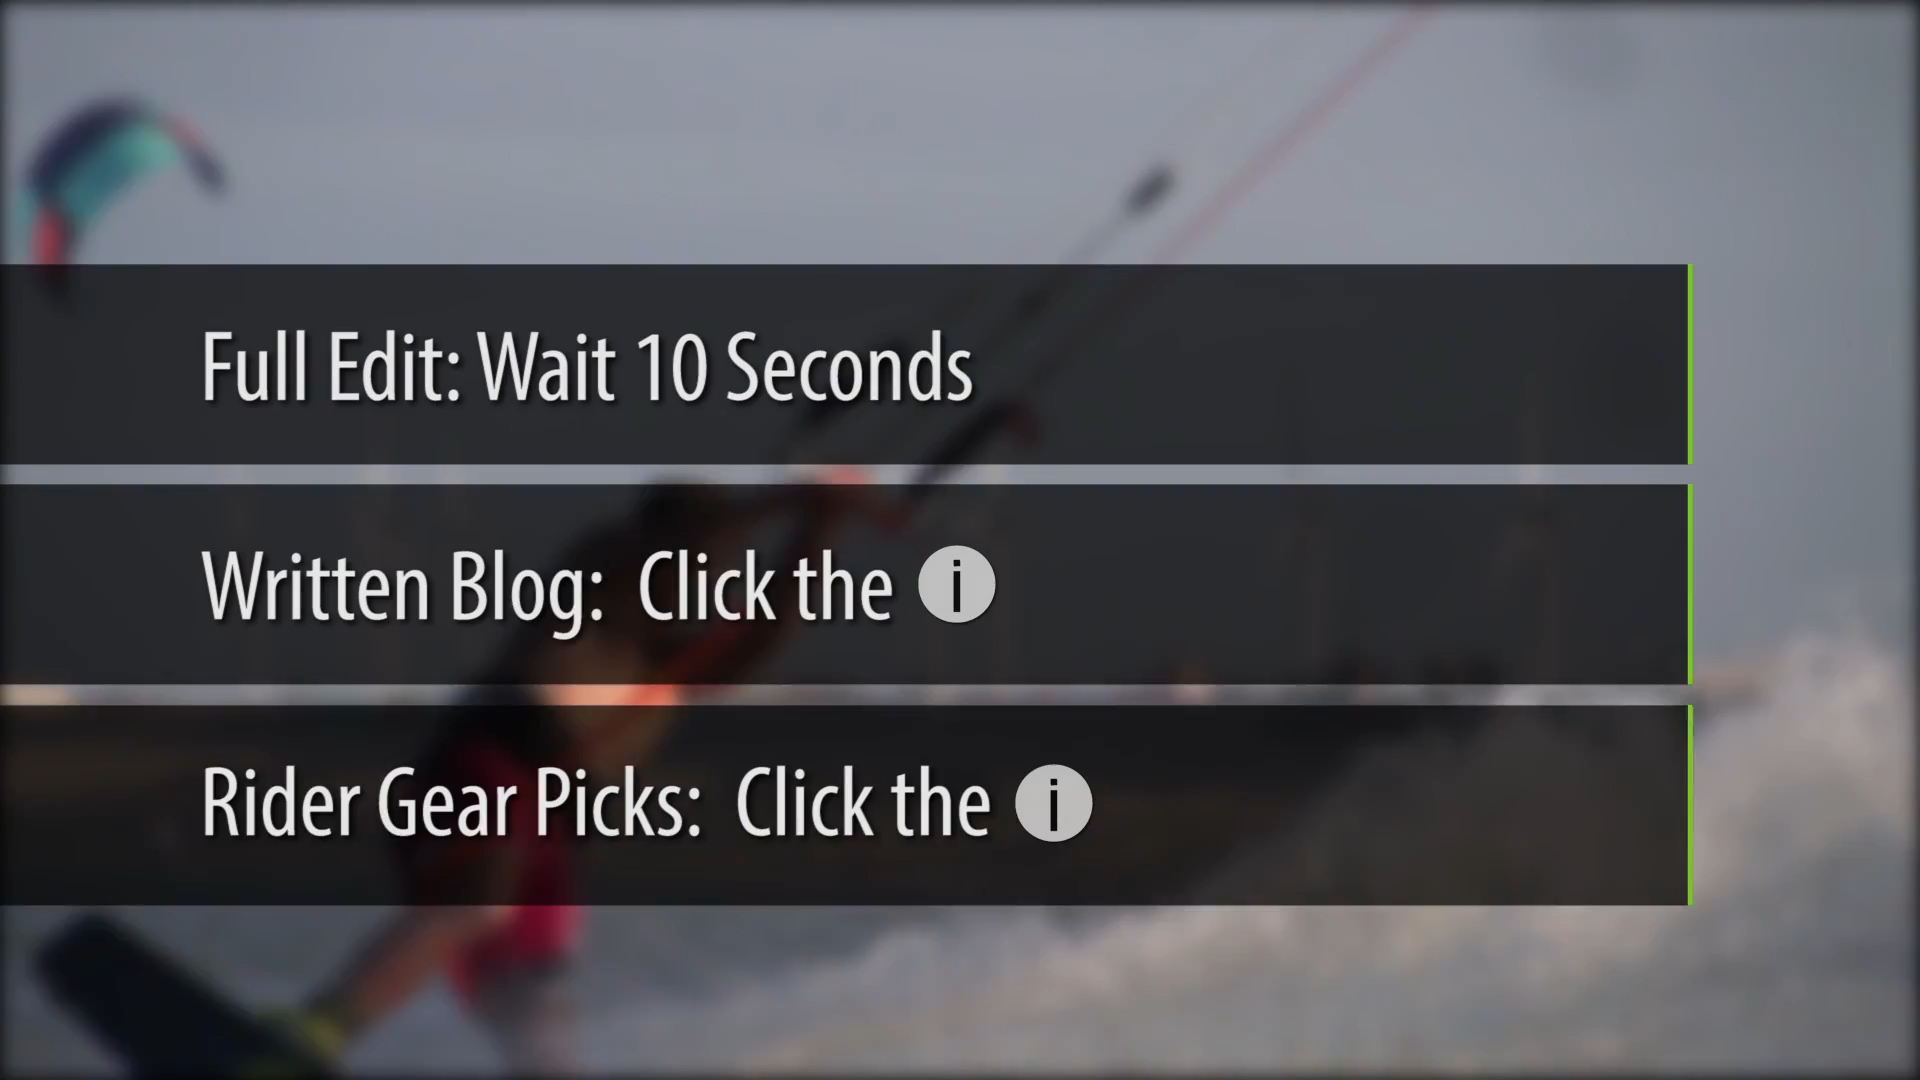 Full Edit: Wait 10 Seconds
Written Blog: Click the i
Rider Gear Picks: Click the i